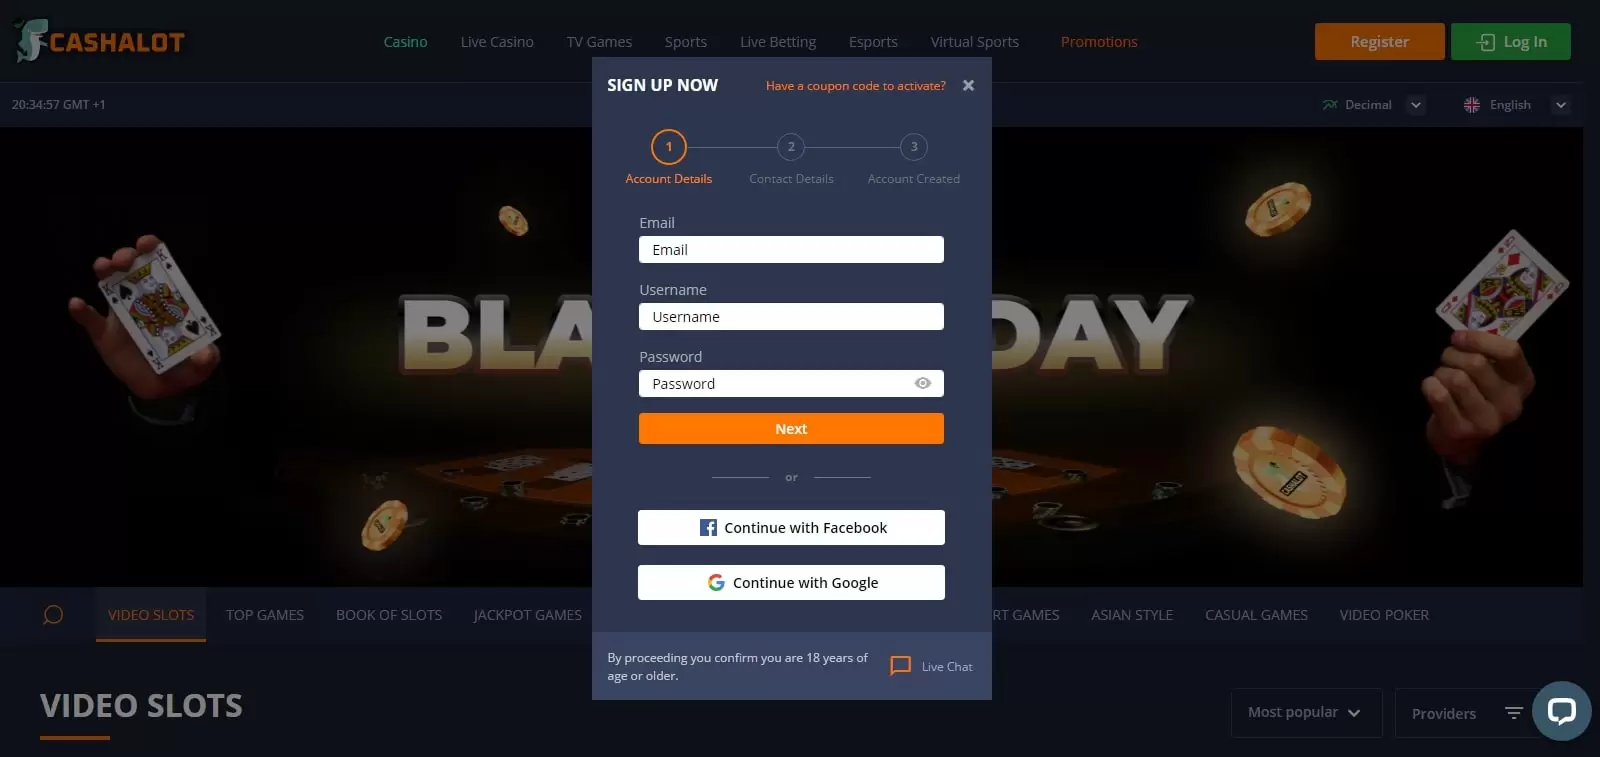 CASHALOT
Casino
Live Casino
TV Games
Sports
Live Betting
Esports
Virtual Sports
Promotions
Register
Log In
20:34:57 GMT +1
Decimal
English
SIGN UP NOW
Have a coupon code to activate?
1
2
3
Account Details
Contact Details
Account Created
Email
Email
Username
Username
Password
Password
Next
or
Continue with Facebook
Continue with Google
By proceeding you confirm you are 18 years of
age or older.
Live Chat
BLA
DAY
CASHALOT
VIDEO SLOTS
TOP GAMES
BOOK OF SLOTS
JACKPOT GAMES
RT GAMES
ASIAN STYLE
CASUAL GAMES
VIDEO POKER
VIDEO SLOTS
Most popular
Providers